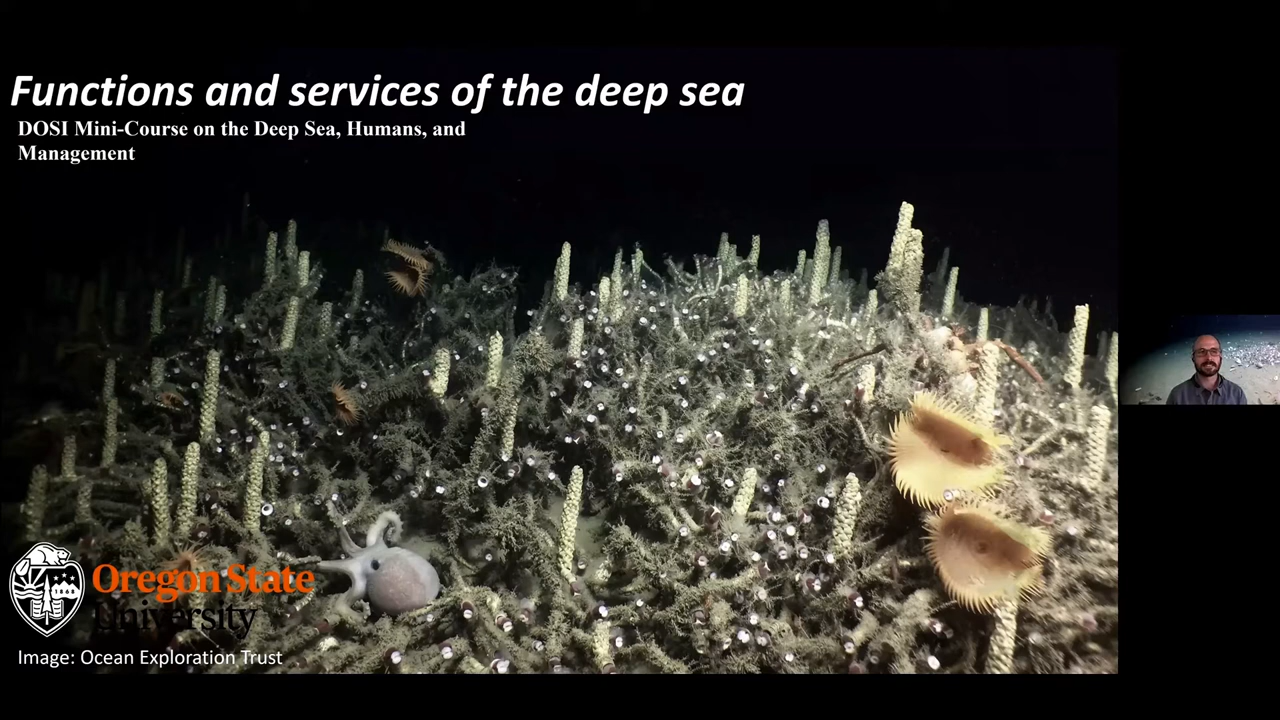 Functions and services of the deep sea
DOSI Mini-Course on the Deep Sea, Humans, and
Management
Oregon State
University
Image: Ocean Exploration Trust